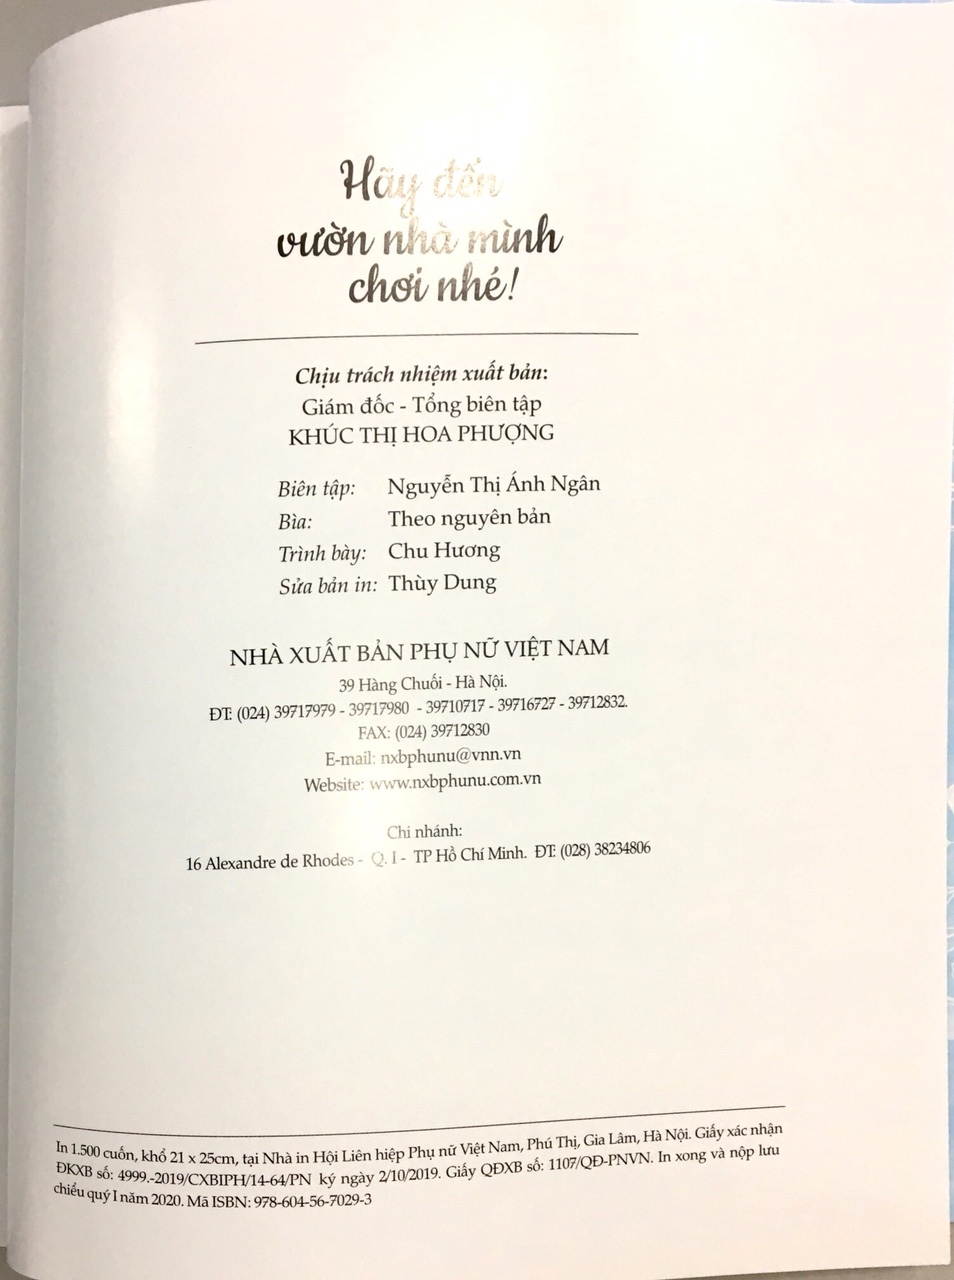 Hãy đến
vườn nhà mình
chơi nhé!
Chịu trách nhiệm xuất bản:
Giám đốc - Tổng biên tập
KHÚC THỊ HOA PHƯỢNG
Biên tập: Nguyễn Thị Ánh Ngân
Bìa: Theo nguyên bản
Trình bày: Chu Hương
Sửa bản in: Thùy Dung
NHÀ XUẤT BẢN PHỤ NỮ VIỆT NAM
39 Hàng Chuối - Hà Nội.
ĐT: (024) 39717979 - 39717980 - 39710717 - 39716727 - 39712832.
FAX: (024) 39712830
E-mail: nxbphunu@vnn.vn
Website: www.nxbphunu.com.vn
Chi nhánh:
16 Alexandre de Rhodes - Q. I - TP Hồ Chí Minh. ĐT: (028) 38234806
In 1.500 cuốn, khổ 21 x 25cm, tại Nhà in Hội Liên hiệp Phụ nữ Việt Nam, Phú Thị, Gia Lâm, Hà Nội. Giấy xác nhận
ĐKXB số: 4999.-2019/CXBIPH/14-64/PN ký ngày 2/10/2019. Giấy QĐXB số: 1107/QĐ-PNVN. In xong và nộp lưu
chiểu quý I năm 2020. Mã ISBN: 978-604-56-7029-3